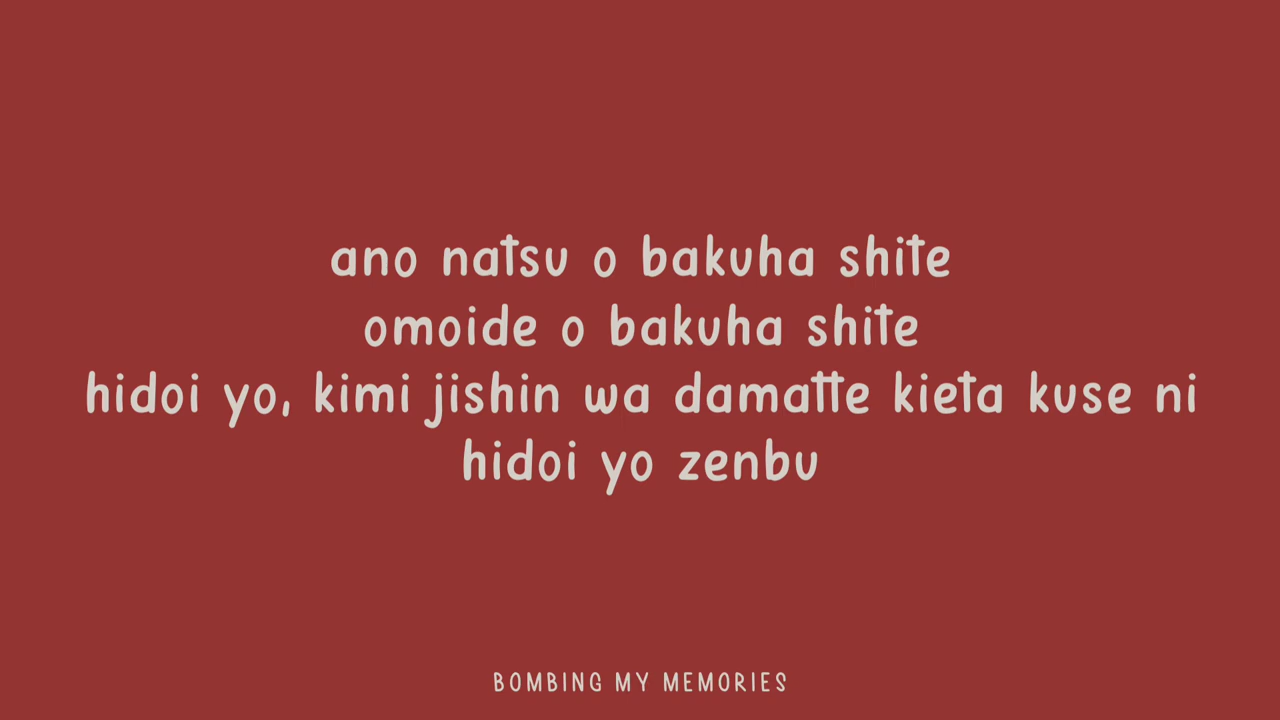 ano natsu o bakuha shite
omoide o bakuha shite
hidoi yo, kimi jishin wa damatte kieta kuse ni
hidoi yo zenbu
BOMBING MY MEMORIES